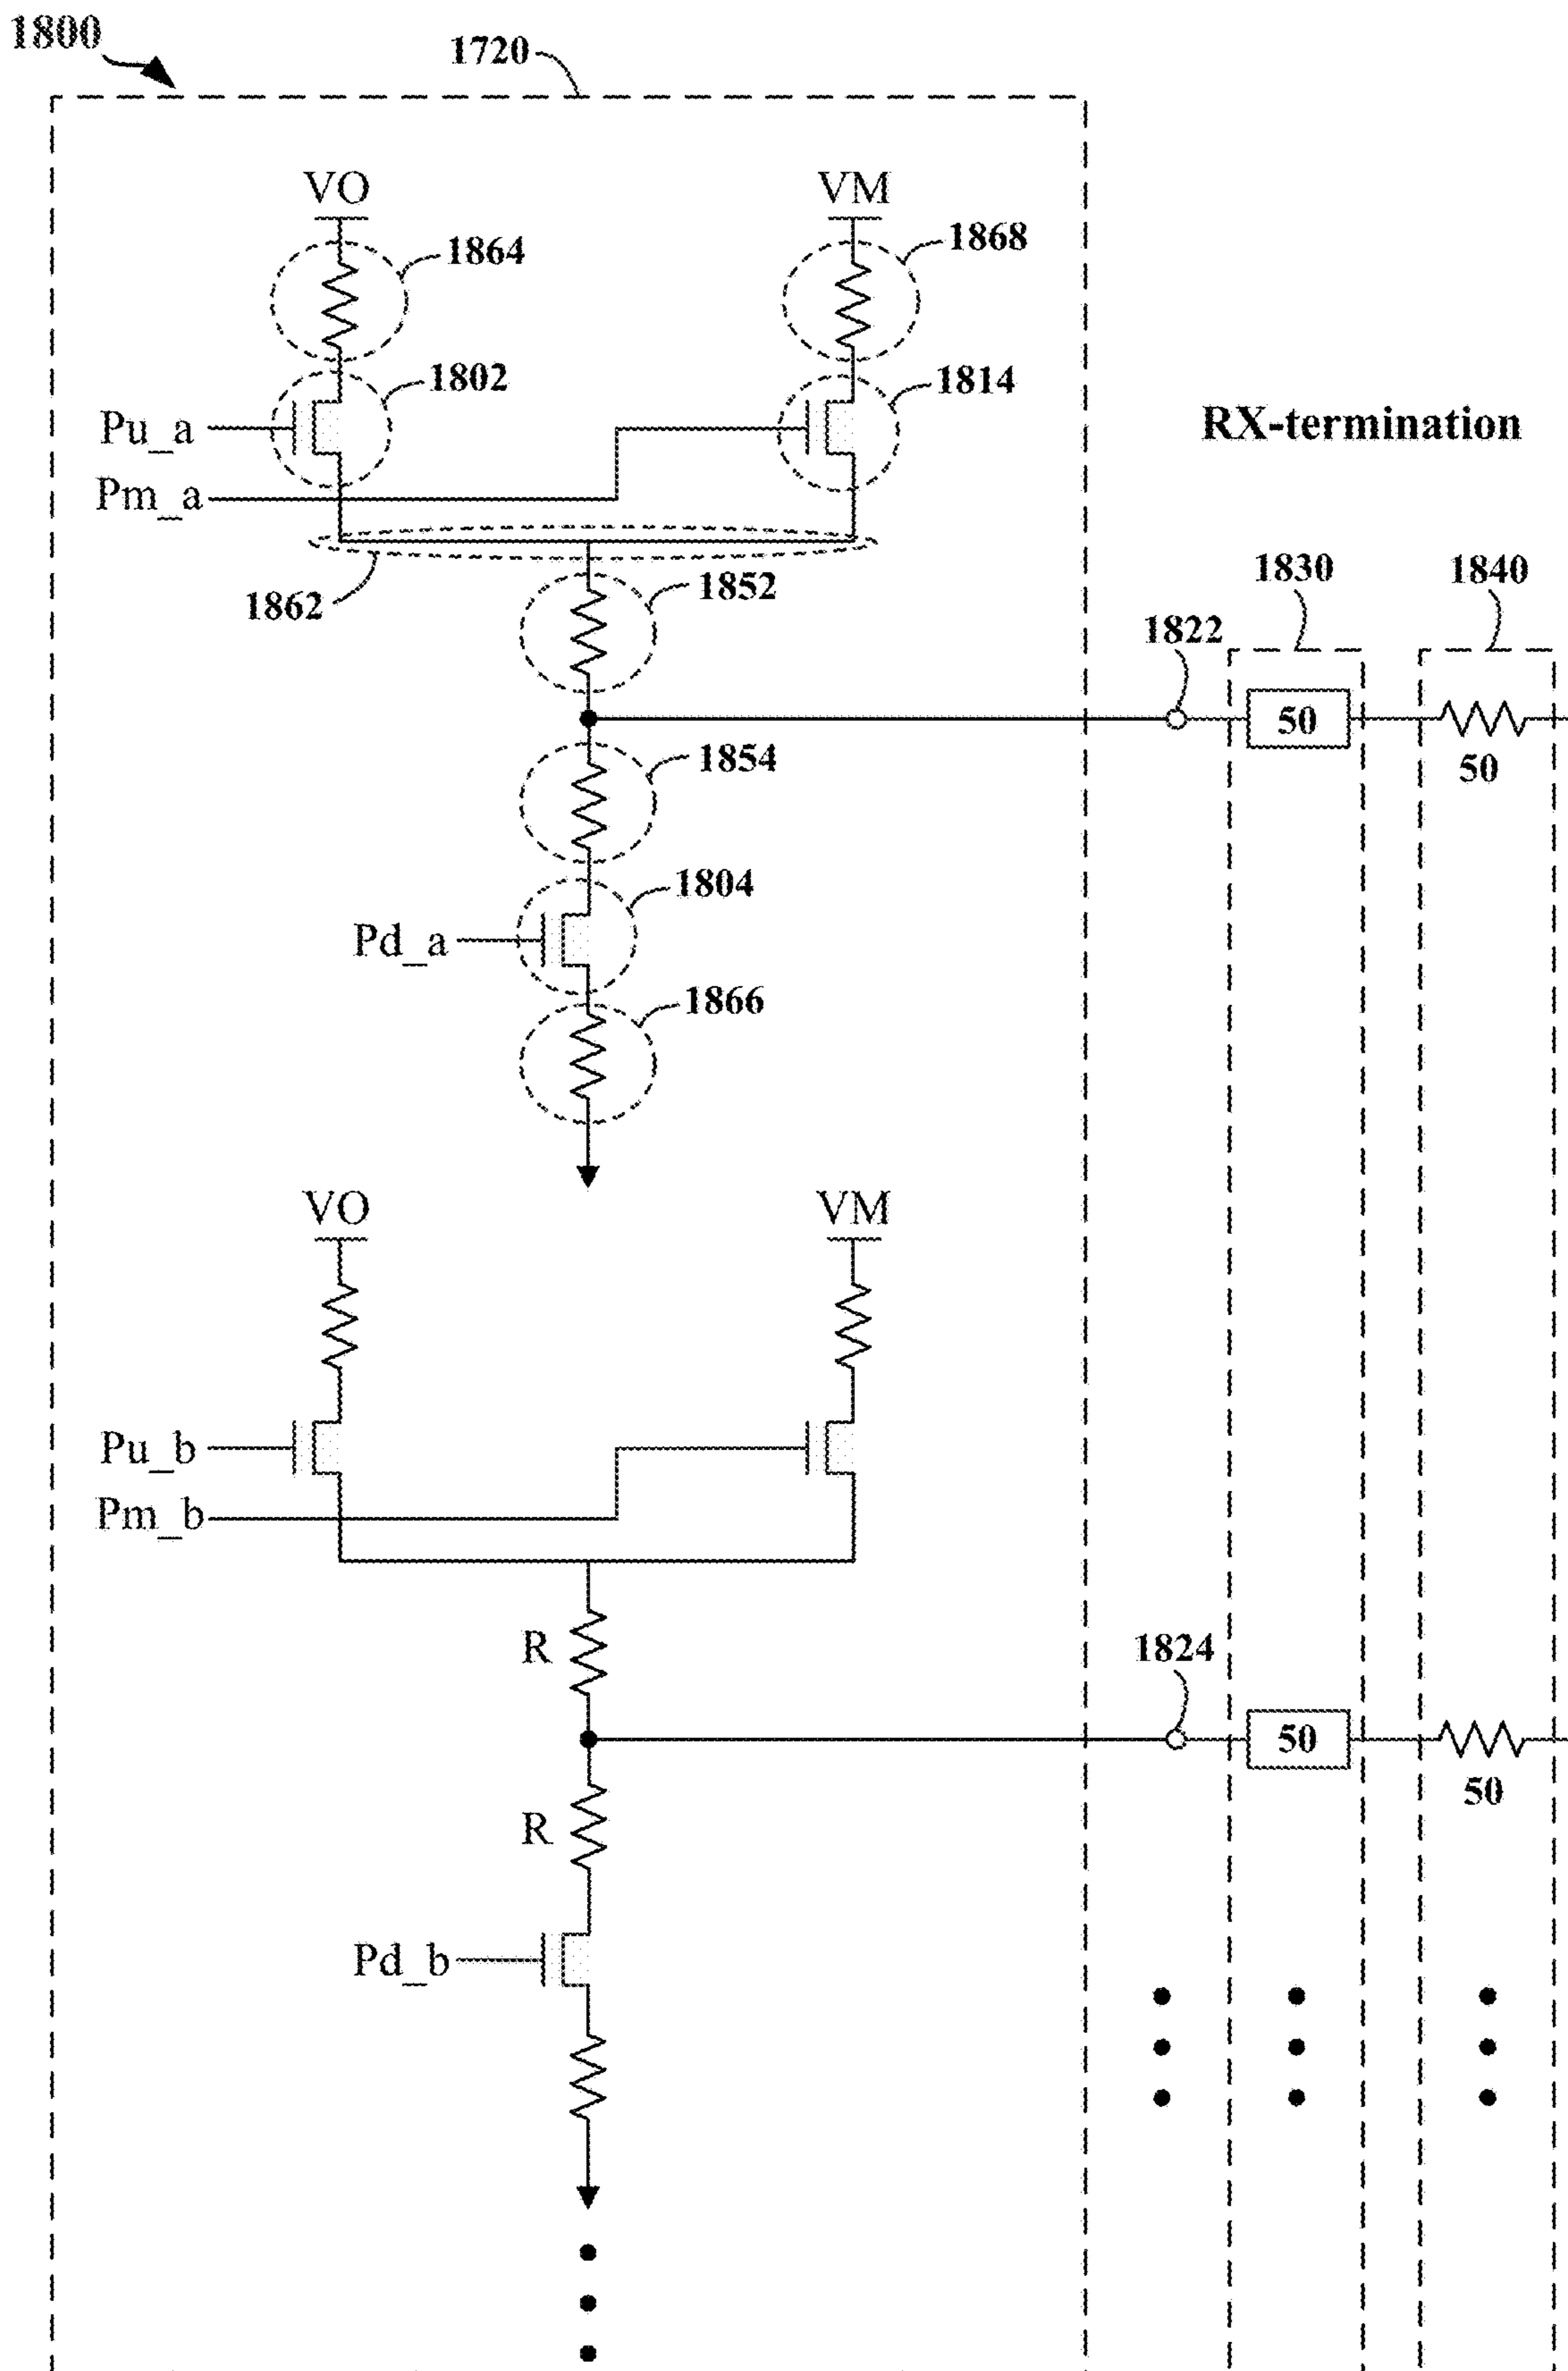 1800
1720
VO
VM
1864
1868
1802
1814
Pu_a
Pm_a
RX-termination
1862
1852
1830
1840
1822
50
50
1854
1804
Pd_a
1866
VO
VM
Pu_b
Pm_b
R
1824
50
50
R
Pd_b